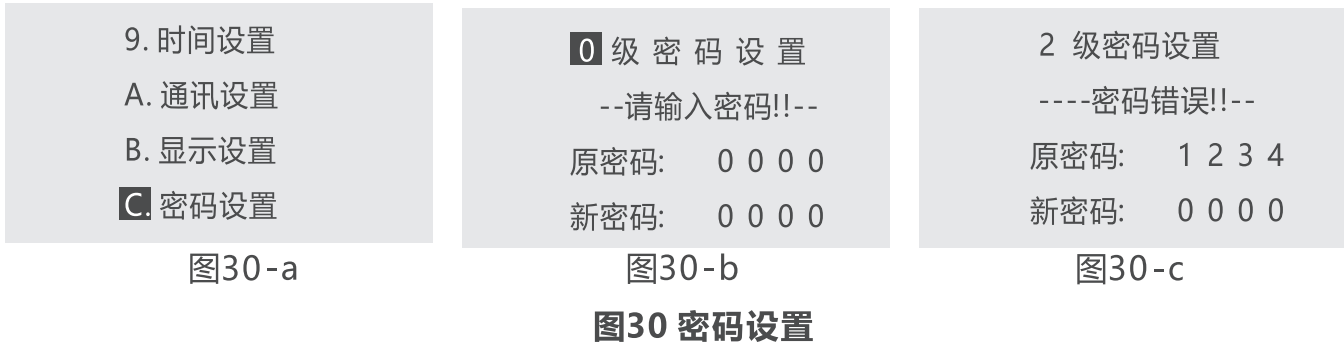 9. 时间设置
A. 通讯设置
B. 显示设置
C. 密码设置
图30-a
0 级 密 码 设 置
--请输入密码!!--
原密码: 0 0 0 0
新密码: 0 0 0 0
图30-b
2 级密码设置
----密码错误!!--
原密码: 1 2 3 4
新密码: 0 0 0 0
图30-c
图30 密码设置